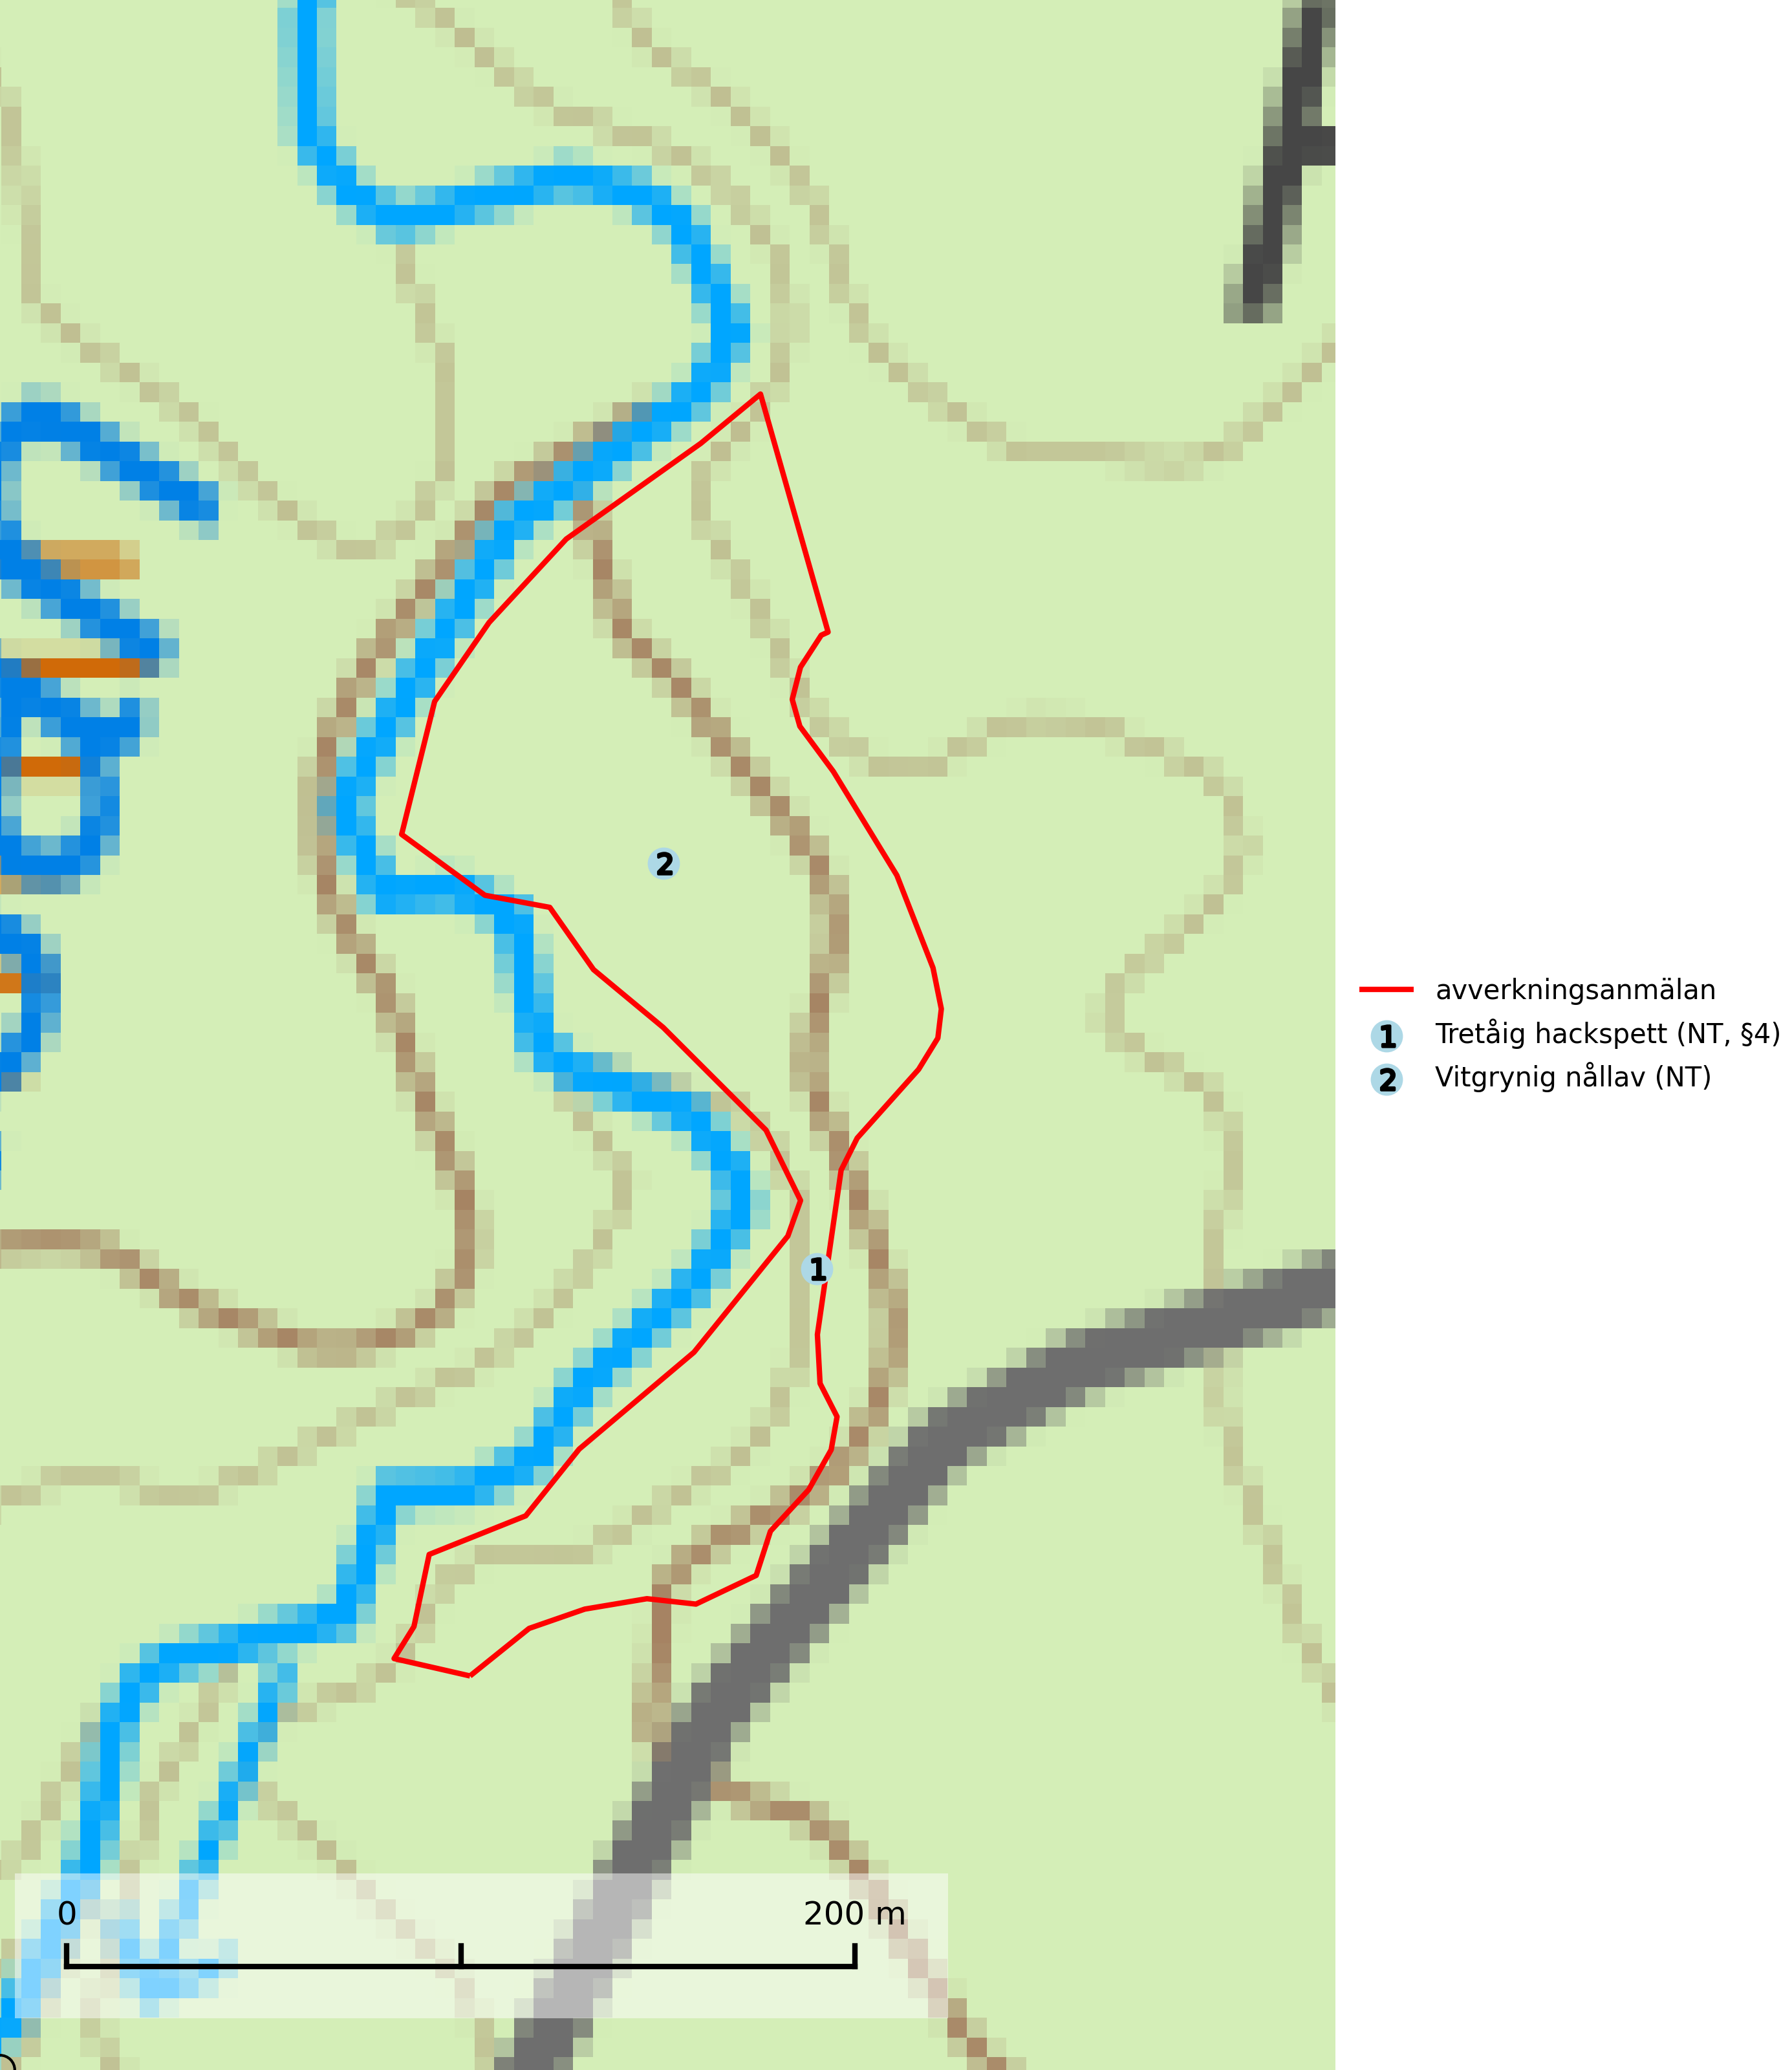 2
1
avverkningsanmälan
1 Tretåig hackspett (NT, §4)
2 Vitgrynig nållav (NT)
0 200 m